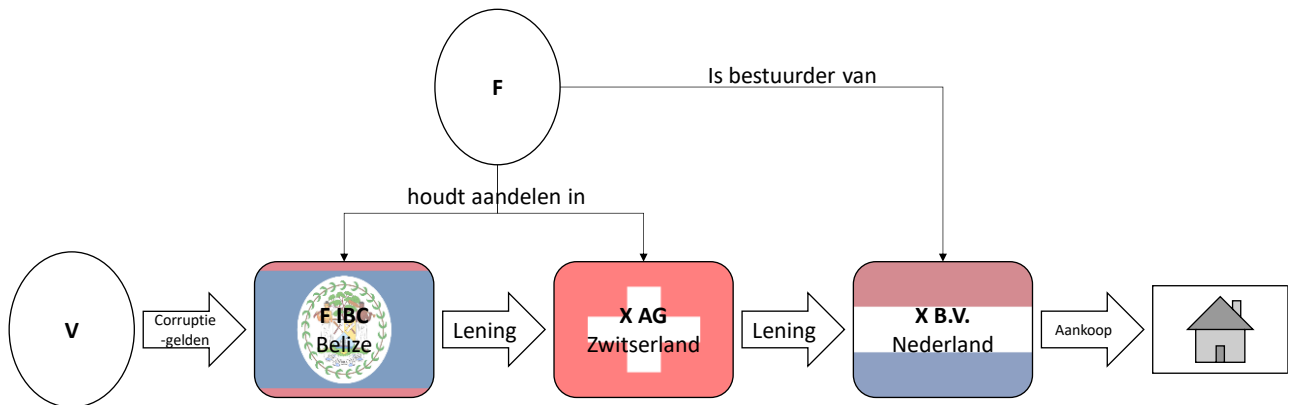 F
Is bestuurder van
houdt aandelen in
V
Corruptie
-gelden
F IBC
Belize
Lening
X AG
Zwitserland
Lening
X B.V.
Nederland
Aankoop